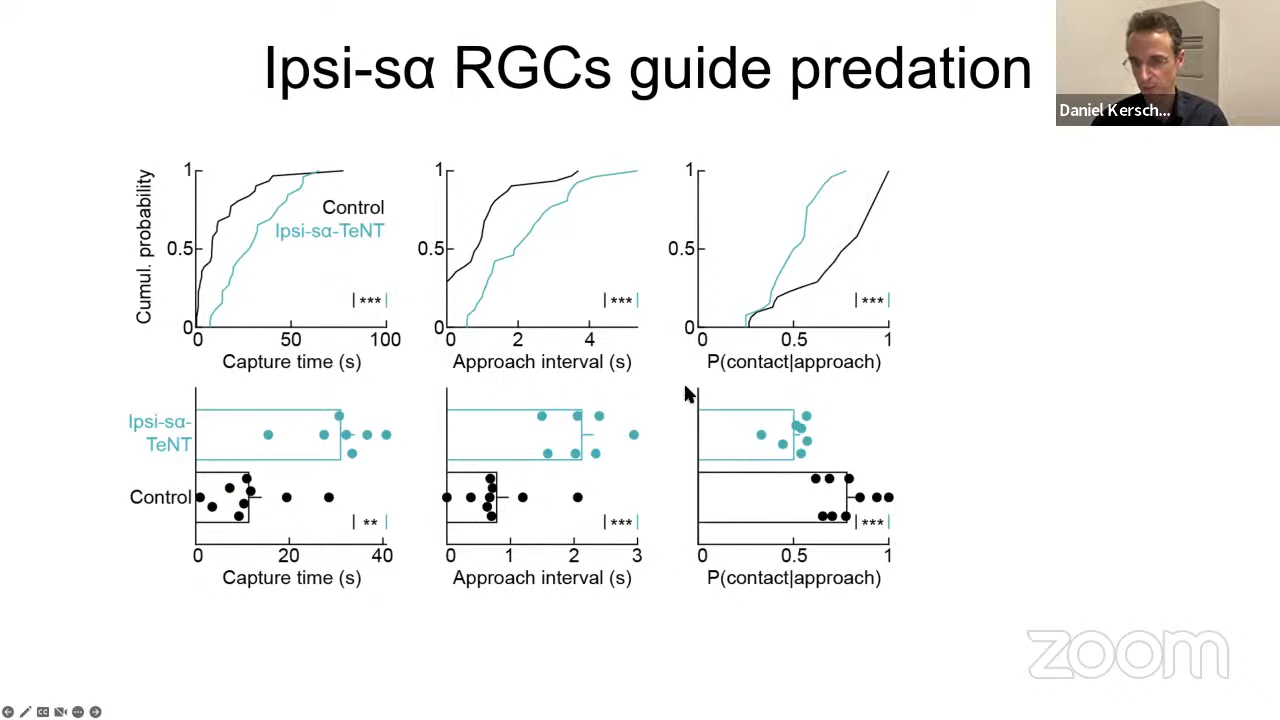 Ipsi-sα RGCs guide predation
Daniel Kersch...
Cumul. probability
1
0.5
0
Control
Ipsi-sα-TeNT
***
0 50 100
Capture time (s)
1
0.5
0
***
0 2 4
Approach interval (s)
1
0.5
0
***
0 0.5 1
P(contact|approach)
Ipsi-sα-
TeNT
Control
**
0 20 40
Capture time (s)
***
0 1 2 3
Approach interval (s)
***
0 0.5 1
P(contact|approach)
zoom